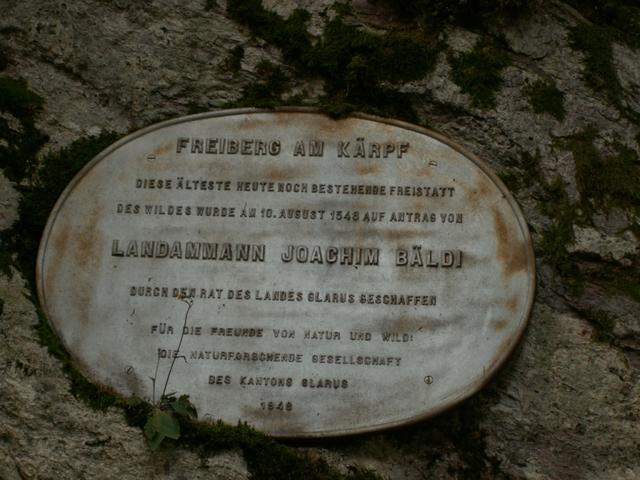 FREIBERG AM KÄRPF
DIESE ÄLTESTE HEUTE NOCH BESTEHENDE FREISTATT
DES WILDES WURDE AM 10. AUGUST 1548 AUF ANTRAG VON
LANDAMMANN JOACHIM BÄLDI
DURCH DEN RAT DES LANDES GLARUS GESCHAFFEN
FÜR DIE FREUNDE VON NATUR UND WILD:
DIE NATURFORSCHENDE GESELLSCHAFT
DES KANTONS GLARUS
1948